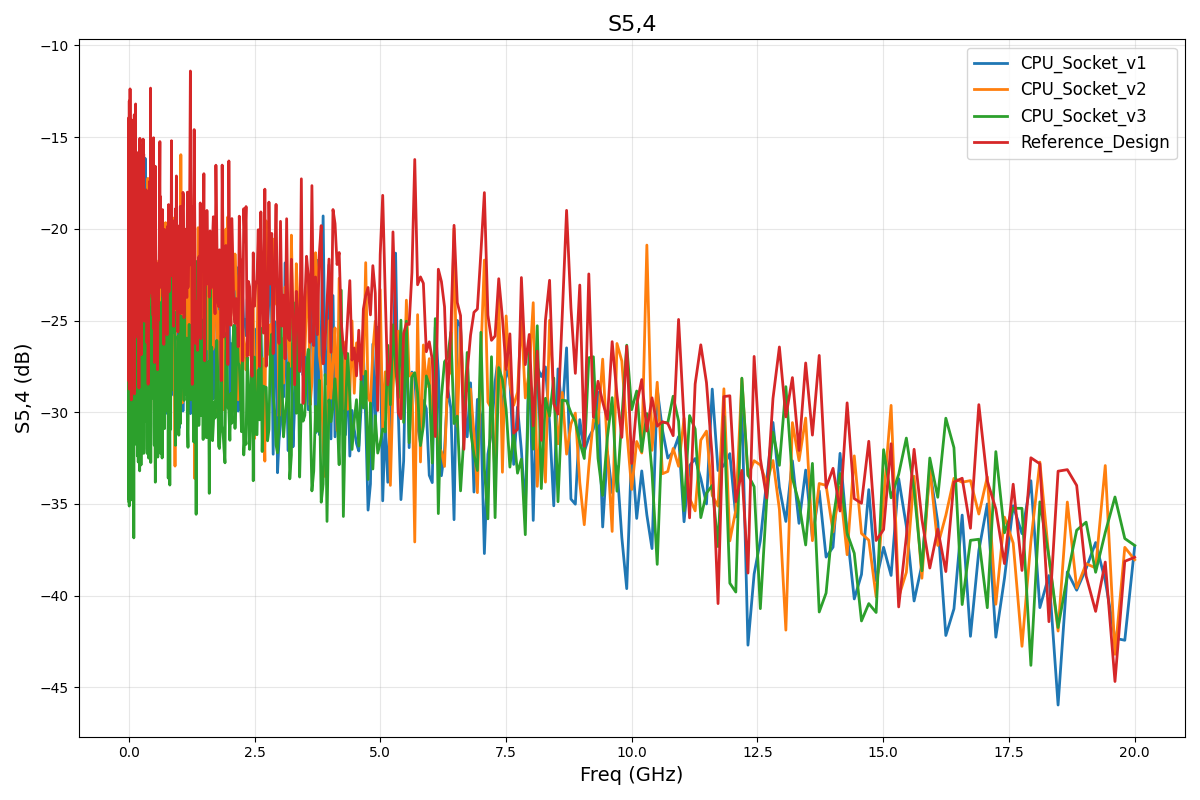 S5,4
−10
−15
−20
−25
−30
−35
−40
−45
S5,4 (dB)
0.0
2.5
5.0
7.5
10.0
12.5
15.0
17.5
20.0
Freq (GHz)
CPU_Socket_v1
CPU_Socket_v2
CPU_Socket_v3
Reference_Design